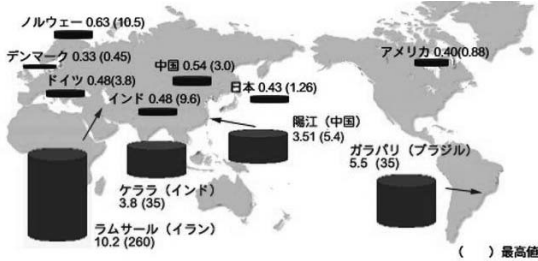 ノルウェー 0.63 (10.5)
デンマーク 0.33 (0.45)
ドイツ 0.48(3.8)
中国 0.54 (3.0)
インド 0.48 (9.6)
日本 0.43 (1.26)
アメリカ 0.40(0.88)
陽江（中国）
3.51 (5.4)
ガラパリ（ブラジル）
5.5 (35)
ケララ（インド）
3.8 (35)
ラムサール（イラン）
10.2 (260)
（　　）最高値